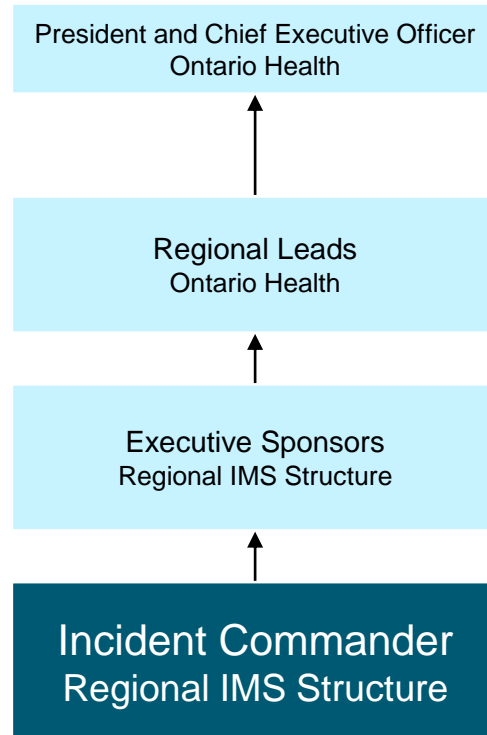 President and Chief Executive Officer
Ontario Health
Regional Leads
Ontario Health
Executive Sponsors
Regional IMS Structure
Incident Commander
Regional IMS Structure